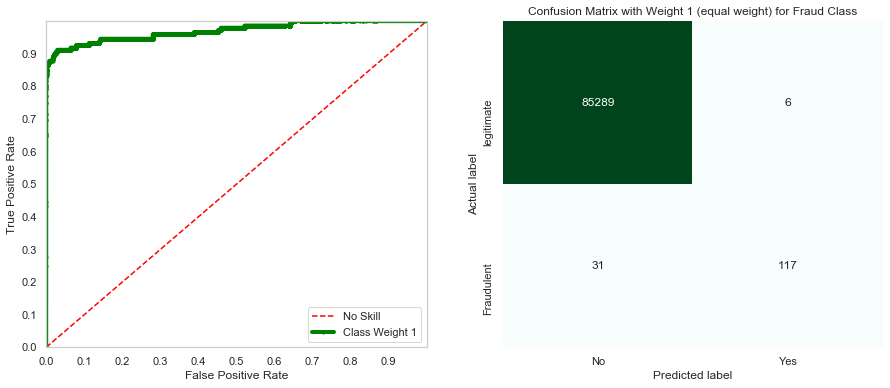 0.9
0.8
0.7
0.6
0.5
0.4
0.3
0.2
0.1
0.0
True Positive Rate
0.0 0.1 0.2 0.3 0.4 0.5 0.6 0.7 0.8 0.9
False Positive Rate
No Skill
Class Weight 1
Confusion Matrix with Weight 1 (equal weight) for Fraud Class
Actual label
legitimate
Fraudulent
85289 6
31 117
No Yes
Predicted label